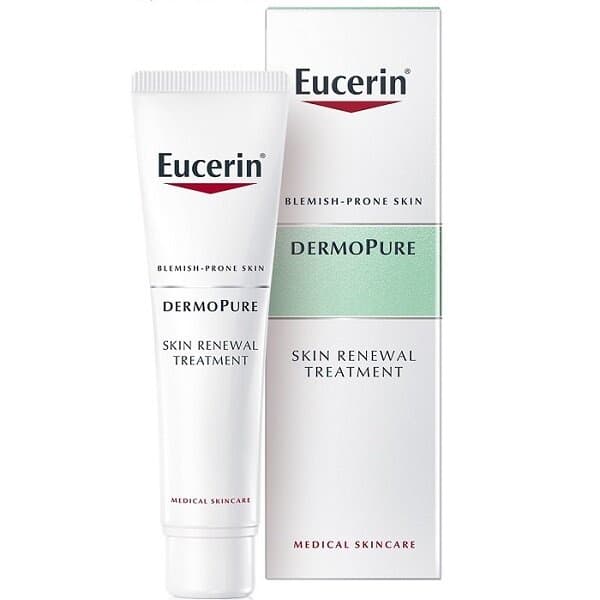 Eucerin®
BLEMISH-PRONE SKIN
DERMOPURE
SKIN RENEWAL
TREATMENT
MEDICAL SKINCARE
Eucerin®
BLEMISH-PRONE SKIN
DERMOPURE
SKIN RENEWAL
TREATMENT
MEDICAL SKINCARE